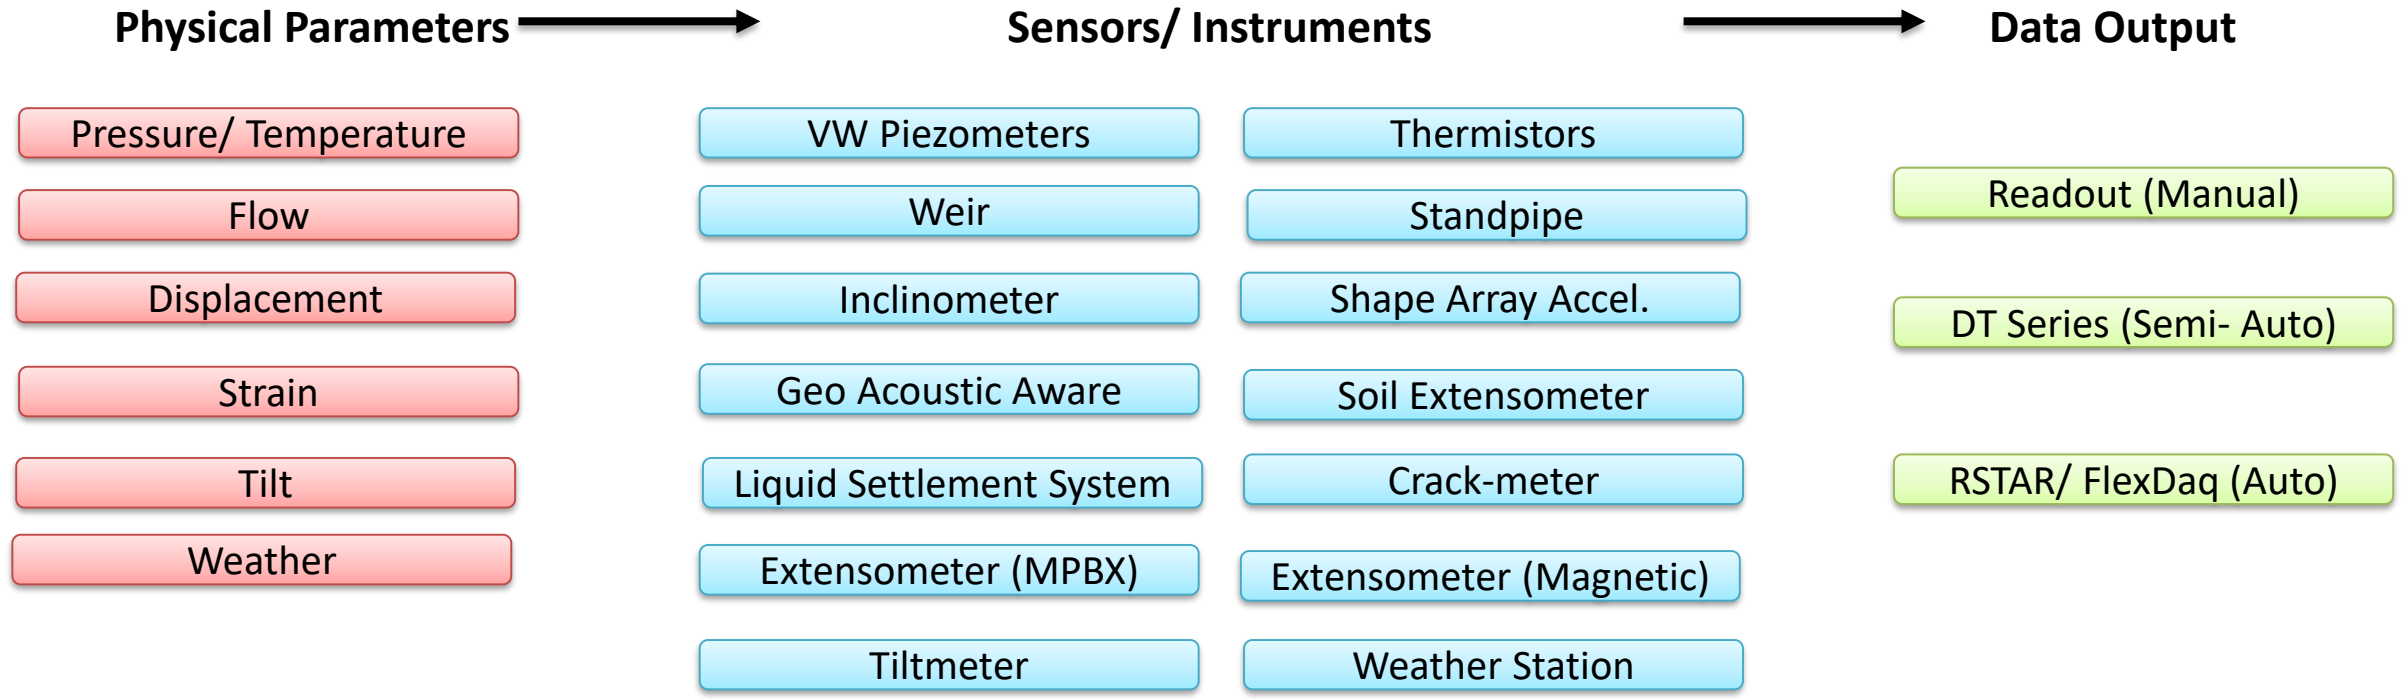 Physical Parameters
Sensors/ Instruments
Data Output
Pressure/ Temperature
Flow
Displacement
Strain
Tilt
Weather
VW Piezometers
Weir
Inclinometer
Geo Acoustic Aware
Liquid Settlement System
Extensometer (MPBX)
Tiltmeter
Thermistors
Standpipe
Shape Array Accel.
Soil Extensometer
Crack-meter
Extensometer (Magnetic)
Weather Station
Readout (Manual)
DT Series (Semi- Auto)
RSTAR/ FlexDaq (Auto)